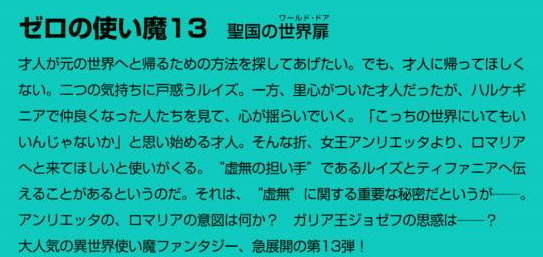 ゼロの使い魔13 聖国の世界扉
ワールド・ドア
才人が元の世界へと帰るための方法を探してあげたい。でも、才人に帰ってほしく
ない。二つの気持ちに戸惑うルイズ。一方、里心がついた才人だったが、ハルケギ
ニアで仲良くなった人たちを見て、心が揺らいでいく。「こっちの世界にいてもい
いんじゃないか」と思い始める才人。そんな折、女王アンリエッタより、ロマリア
へと来てほしいと使いがくる。“虚無の担い手”であるルイズとティファニアへ伝
えることがあるというのだ。それは、“虚無”に関する重要な秘密だというが――。
アンリエッタの、ロマリアの意図は何か？　ガリア王ジョゼフの思惑は――？
大人気の異世界使い魔ファンタジー、急展開の第13弾！